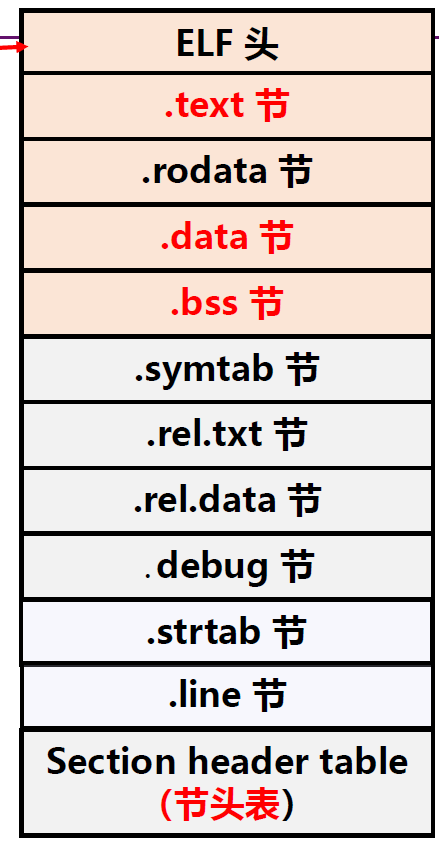 ELF 头
.text 节
.rodata 节
.data 节
.bss 节
.symtab 节
.rel.txt 节
.rel.data 节
.debug 节
.strtab 节
.line 节
Section header table
（节头表）